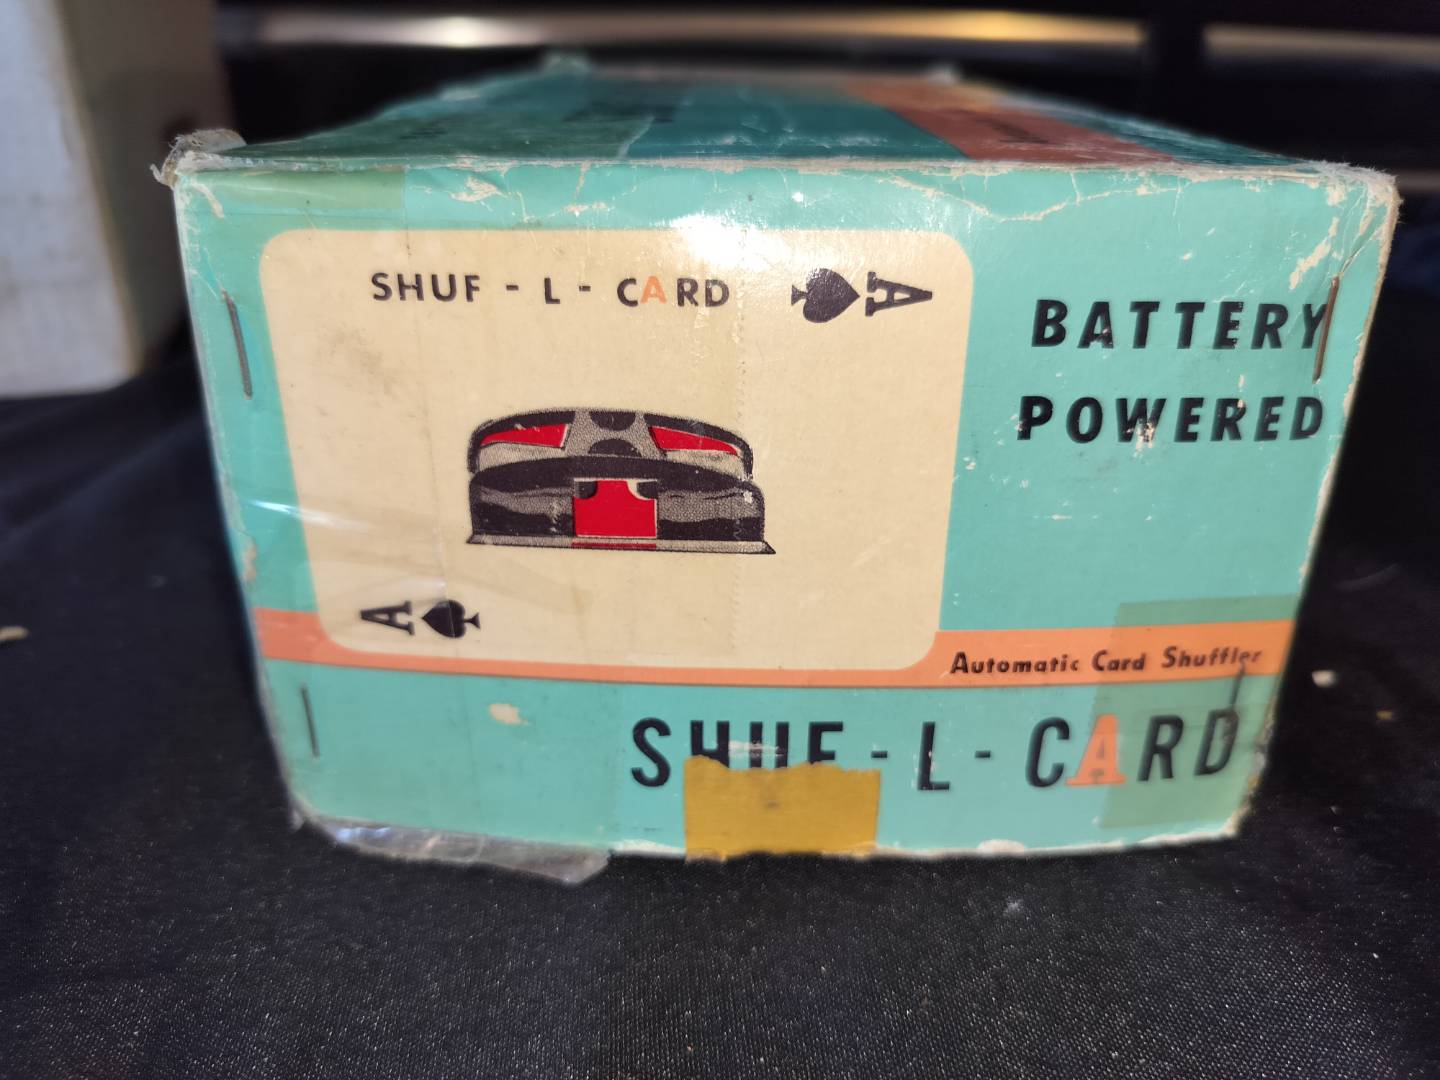 SHUF - L - CARD
A
BATTERY
POWERED
A
Automatic Card Shuffler
SHUF - L - CARD